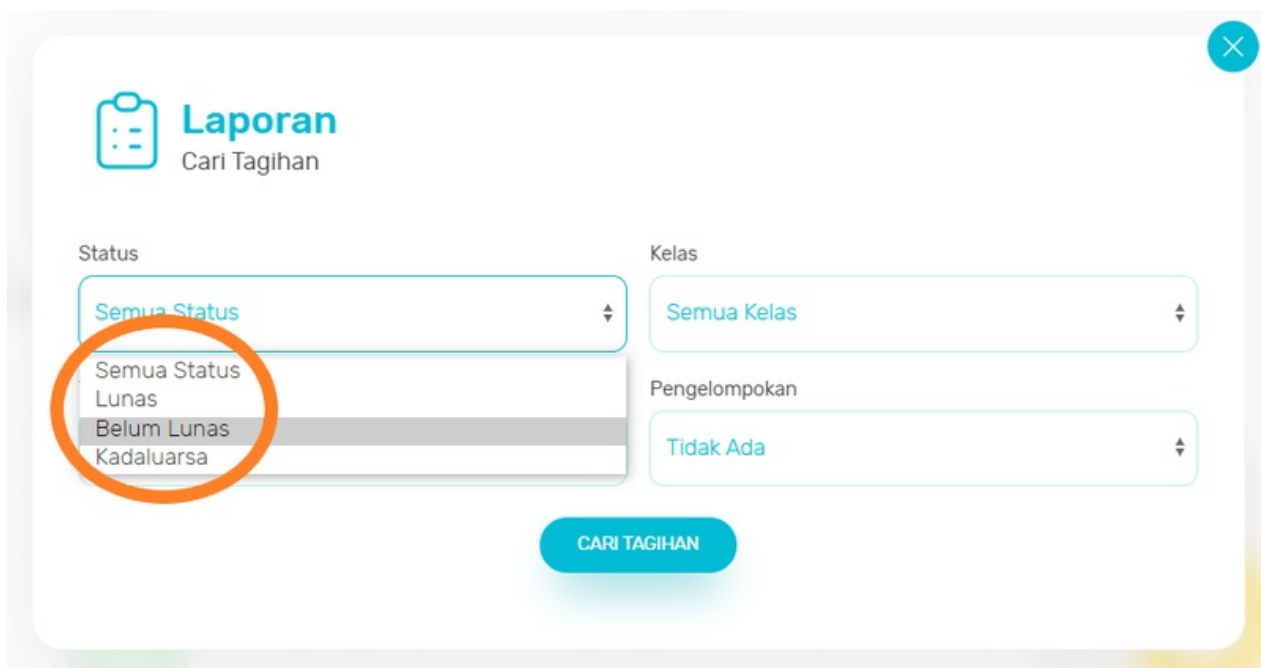 Laporan
Cari Tagihan
Status
Kelas
Semua Status
Semua Kelas
Semua Status
Lunas
Belum Lunas
Kadaluarsa
Pengelompokan
Tidak Ada
CARI TAGIHAN